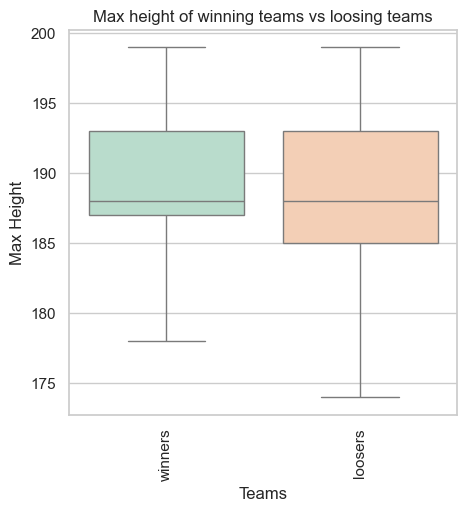 Max height of winning teams vs loosing teams
200
195
190
185
180
175
Max Height
winners
loosers
Teams